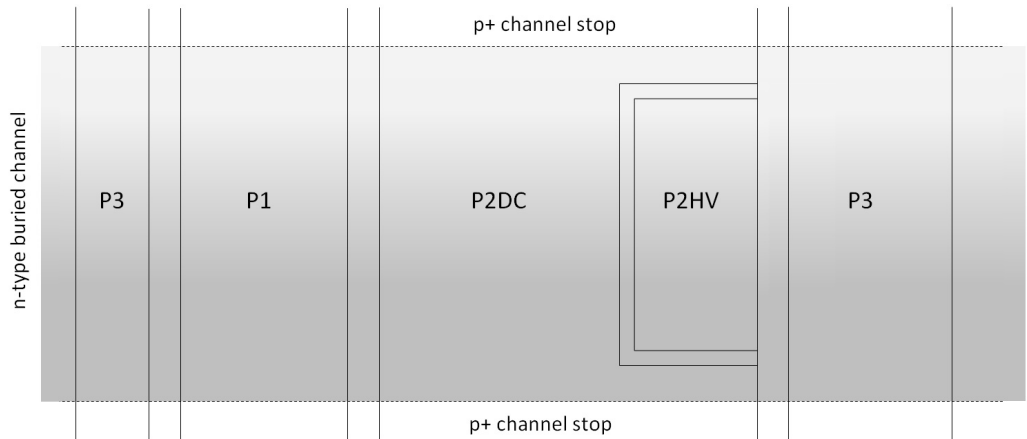 p+ channel stop
n-type buried channel
P3
P1
P2DC
P2HV
P3
p+ channel stop